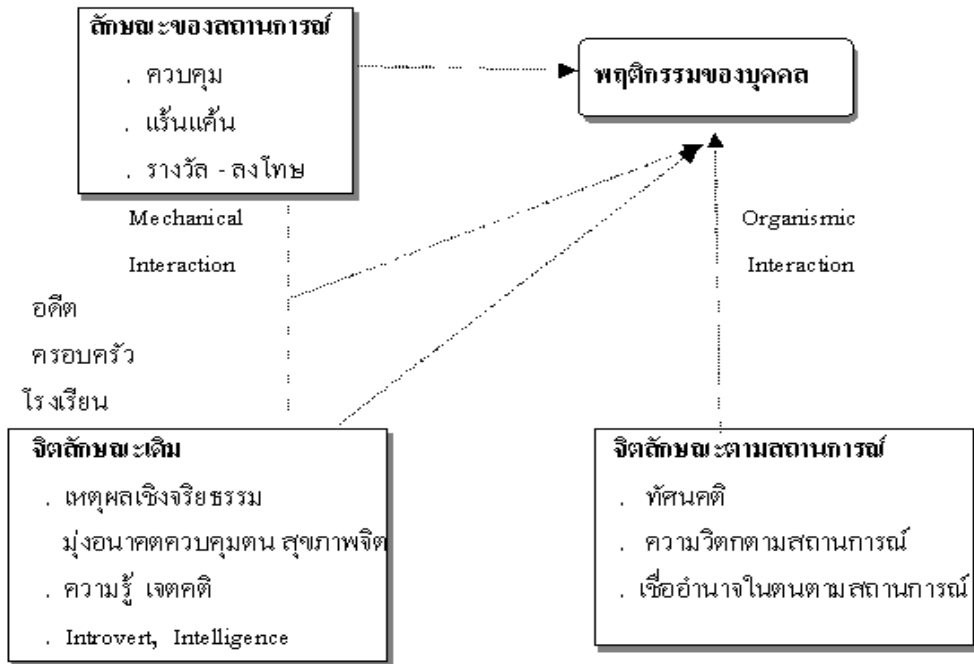 ลักษณะของสถานการณ์
. ควบคุม
. แร้นแค้น
. รางวัล - ลงโทษ
พฤติกรรมของบุคคล
Mechanical
Interaction
Organismic
Interaction
อดีต
ครอบครัว
โรงเรียน
จิตลักษณะเดิม
. เหตุผลเชิงจริยธรรม
มุ่งอนาคตควบคุมตน สุขภาพจิต
. ความรู้ เจตคติ
. Introvert, Intelligence
จิตลักษณะตามสถานการณ์
. ทัศนคติ
. ความวิตกตามสถานการณ์
. เชื่ออำนาจในตนตามสถานการณ์